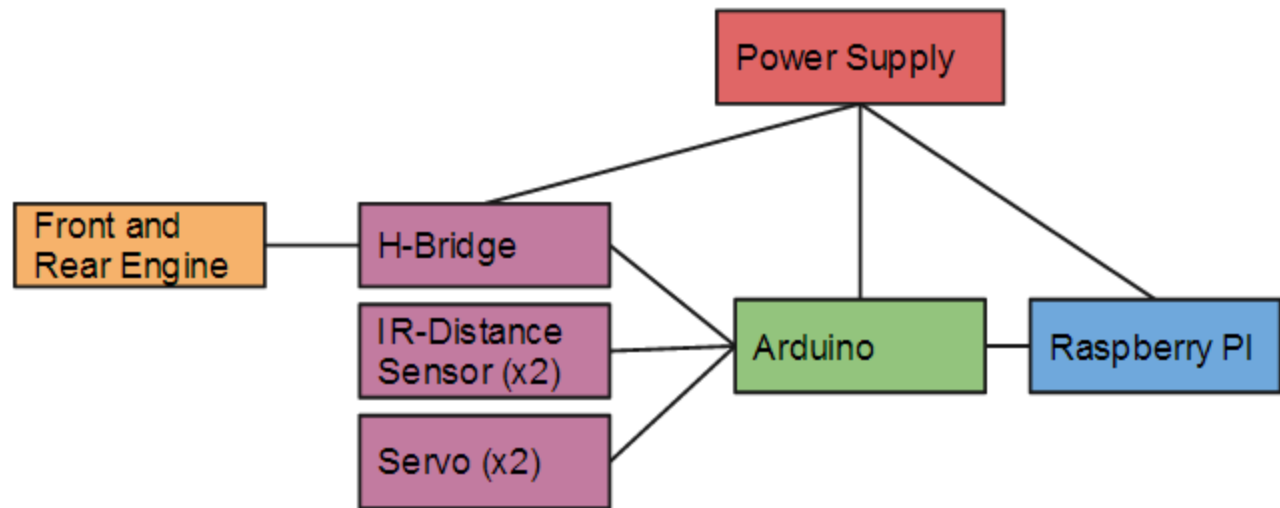 Power Supply
Front and
Rear Engine
H-Bridge
IR-Distance
Sensor (x2)
Servo (x2)
Arduino
Raspberry PI